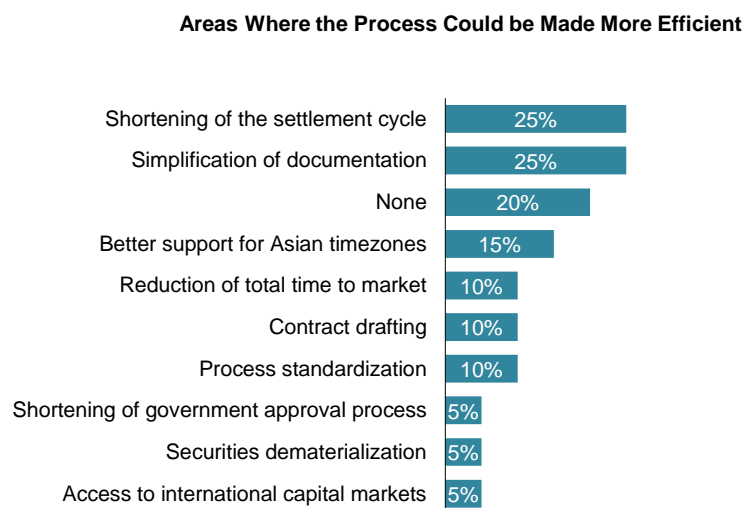 Areas Where the Process Could be Made More Efficient
Shortening of the settlement cycle 25%
Simplification of documentation 25%
None 20%
Better support for Asian timezones 15%
Reduction of total time to market 10%
Contract drafting 10%
Process standardization 10%
Shortening of government approval process 5%
Securities dematerialization 5%
Access to international capital markets 5%